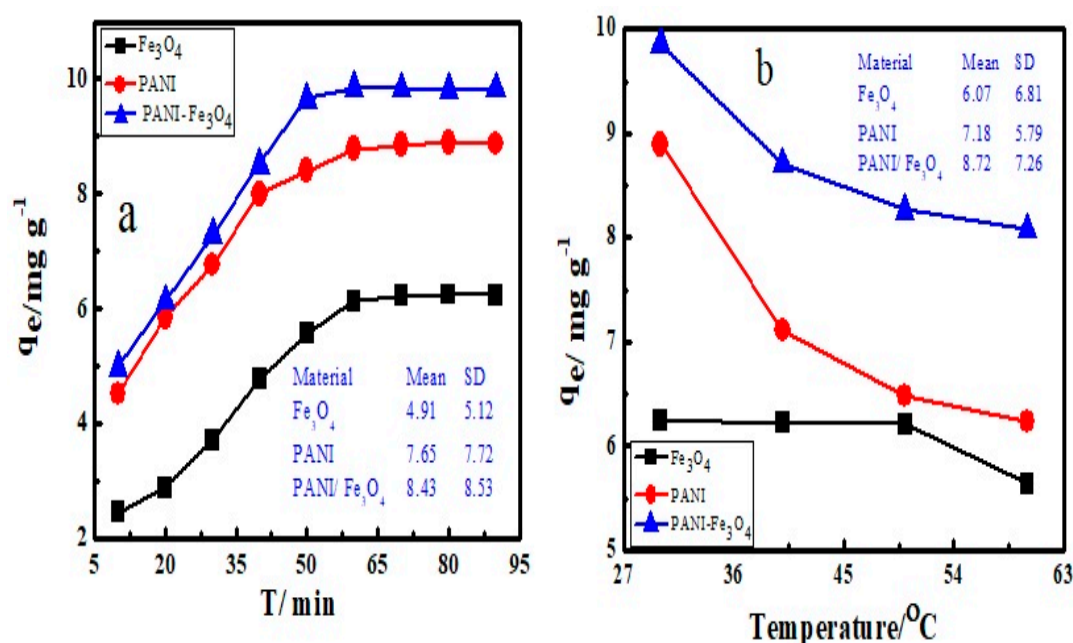 Fe3O4
PANI
PANI-Fe3O4
a
10
8
6
4
2
qe/mg g-1
Material Mean SD
Fe3O4 4.91 5.12
PANI 7.65 7.72
PANI/ Fe3O4 8.43 8.53
5 20 35 50 65 80 95
T/ min
b
Material Mean SD
Fe3O4 6.07 6.81
PANI 7.18 5.79
PANI/ Fe3O4 8.72 7.26
10
9
8
7
6
5
qe/ mg g-1
Fe3O4
PANI
PANI-Fe3O4
27 36 45 54 63
Temperature/OC